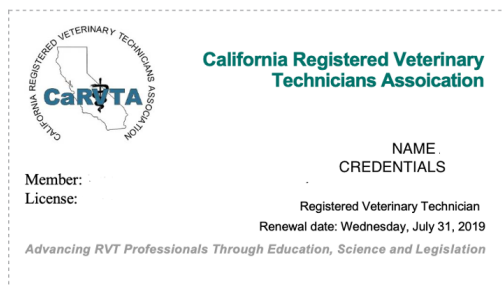 CALIFORNIA REGISTERED VETERINARY TECHNICIANS ASSOCIATION
CaRVTA
California Registered Veterinary
Technicians Assoication
NAME
CREDENTIALS
Member:
License:
Registered Veterinary Technician
Renewal date: Wednesday, July 31, 2019
Advancing RVT Professionals Through Education, Science and Legislation